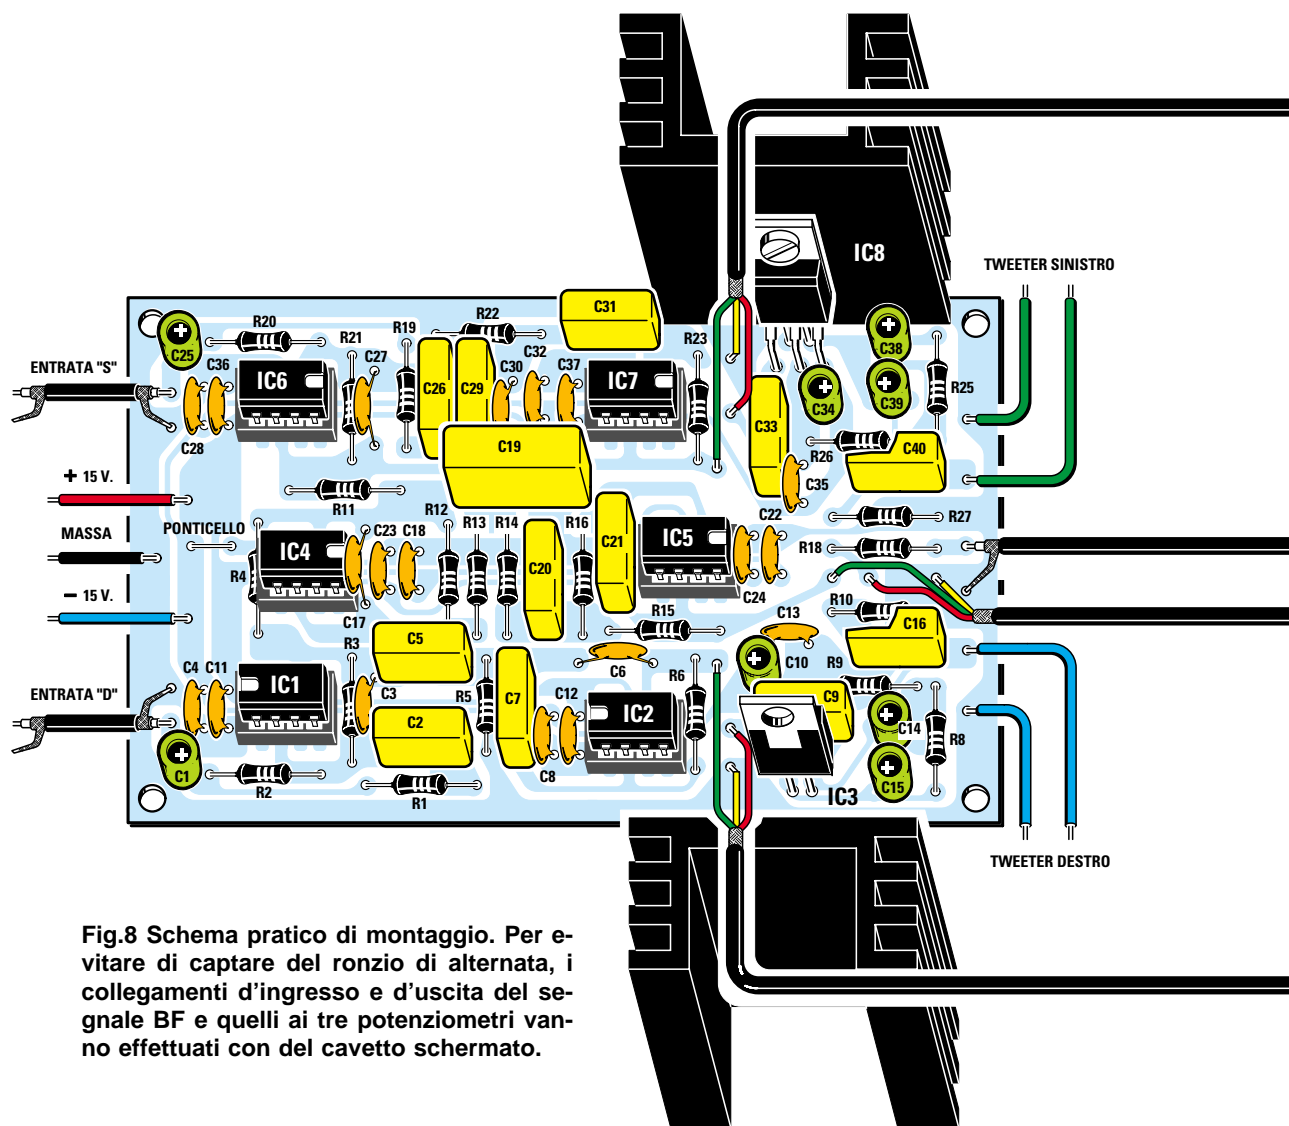 IC8
TWEETER SINISTRO
C31
R20
R21
R19
R22
C25
C36
C27
C32
C30
C37
R23
C38
ENTRATA "S"
IC6
C26
C29
IC7
C34
C39
R25
C28
C19
C33
R26
C40
C35
+ 15 V.
R11
MASSA
PONTICELLO
R12
R13
R14
R16
C22
R27
C23
C18
C21
IC5
R18
IC4
R4
C20
C24
C17
R15
C13
R10
C16
– 15 V.
R3
C5
C6
C10
R9
C4
C11
R5
C7
C12
R6
ENTRATA "D"
IC1
C3
C2
IC2
C9
C14
R8
C1
R2
R1
C8
IC3
C15
TWEETER DESTRO
Fig.8 Schema pratico di montaggio. Per e-
vitare di captare del ronzio di alternata, i
collegamenti d'ingresso e d'uscita del se-
gnale BF e quelli ai tre potenziometri van-
no effettuati con del cavetto schermato.